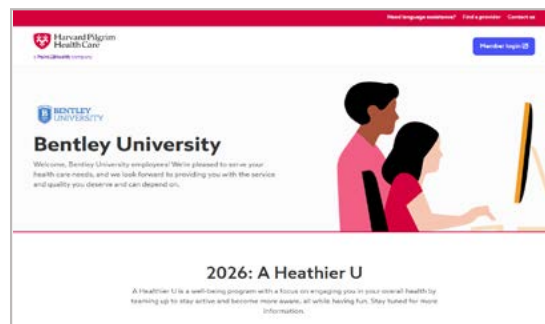 Need language assistance? Find a provider Contact us
Harvard Pilgrim
Health Care
a Point32Health company
Member login
BENTLEY
UNIVERSITY
Bentley University
Welcome, Bentley University employees! We're pleased to serve your
health care needs, and we look forward to providing you with the service
and quality you deserve and can depend on.
2026: A Heathier U
A Healthier U is a well-being program with a focus on engaging you in your overall health by
teaming up to stay active and become more aware, all while having fun. Stay tuned for more
information.